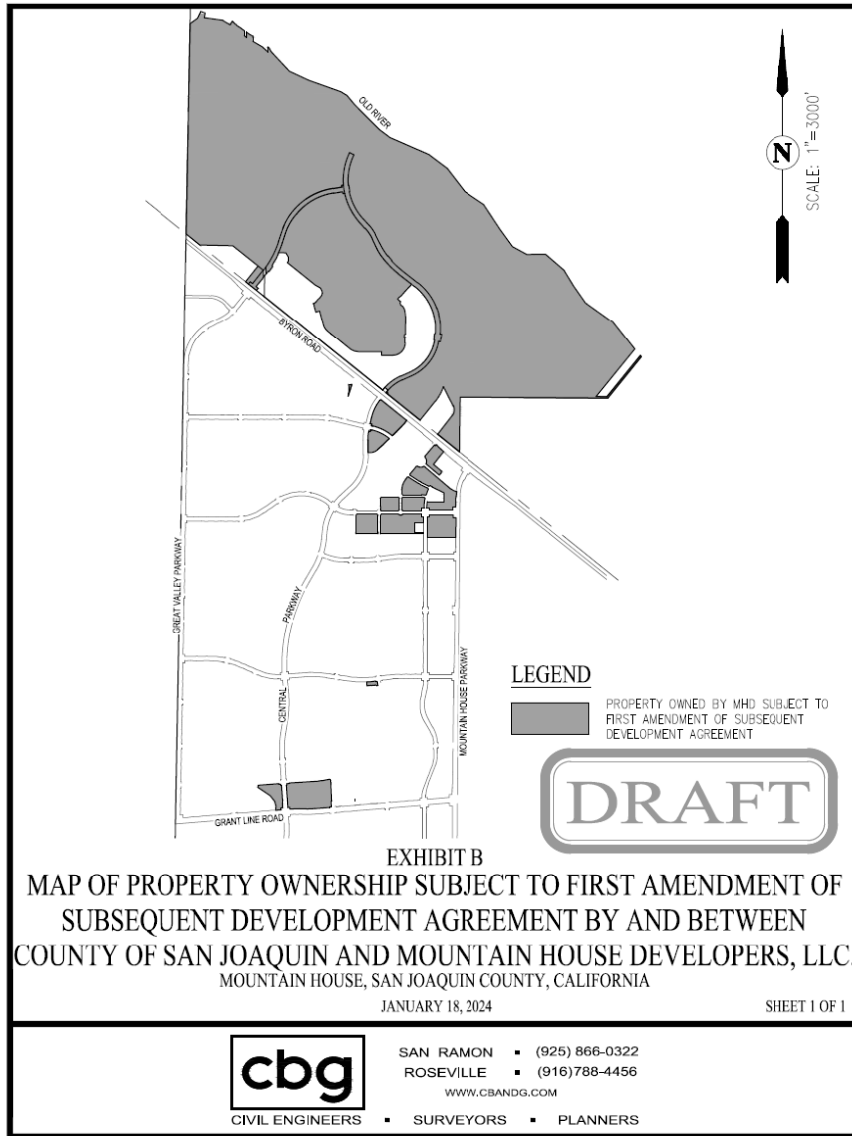 OLD RIVER
N
SCALE: 1"=3000'
BYRON ROAD
GREAT VALLEY PARKWAY
PARKWAY
CENTRAL
MOUNTAIN HOUSE PARKWAY
GRANT LINE ROAD
LEGEND
PROPERTY OWNED BY MHD SUBJECT TO
FIRST AMENDMENT OF SUBSEQUENT
DEVELOPMENT AGREEMENT
DRAFT
EXHIBIT B
MAP OF PROPERTY OWNERSHIP SUBJECT TO FIRST AMENDMENT OF
SUBSEQUENT DEVELOPMENT AGREEMENT BY AND BETWEEN
COUNTY OF SAN JOAQUIN AND MOUNTAIN HOUSE DEVELOPERS, LLC.
MOUNTAIN HOUSE, SAN JOAQUIN COUNTY, CALIFORNIA
JANUARY 18, 2024
SHEET 1 OF 1
cbg
SAN RAMON ▪ (925) 866-0322
ROSEVILLE ▪ (916)788-4456
WWW.CBANDG.COM
CIVIL ENGINEERS ▪ SURVEYORS ▪ PLANNERS